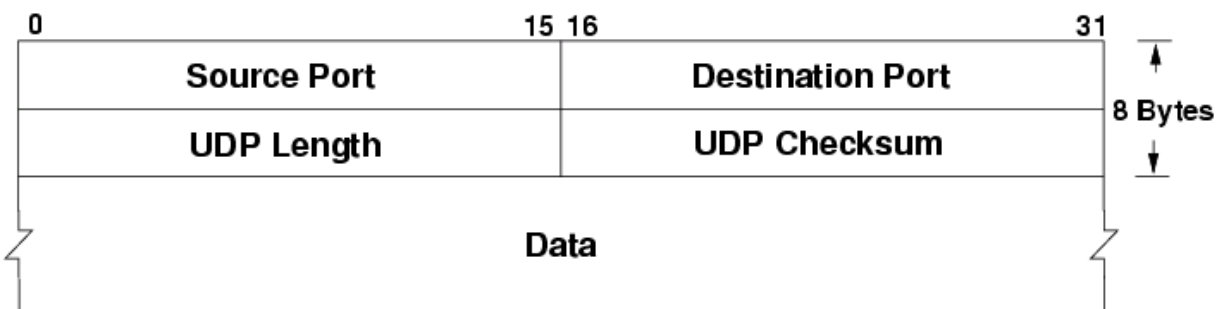 0 15 16 31
Source Port Destination Port
8 Bytes
UDP Length UDP Checksum
Data